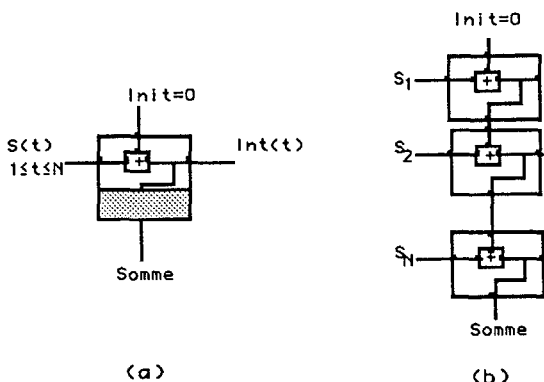 Init=0
S(t)
1≤t≤N
+
Int(t)
Somme
(a)
Init=0
S1
+
S2
+
SN
+
Somme
(b)